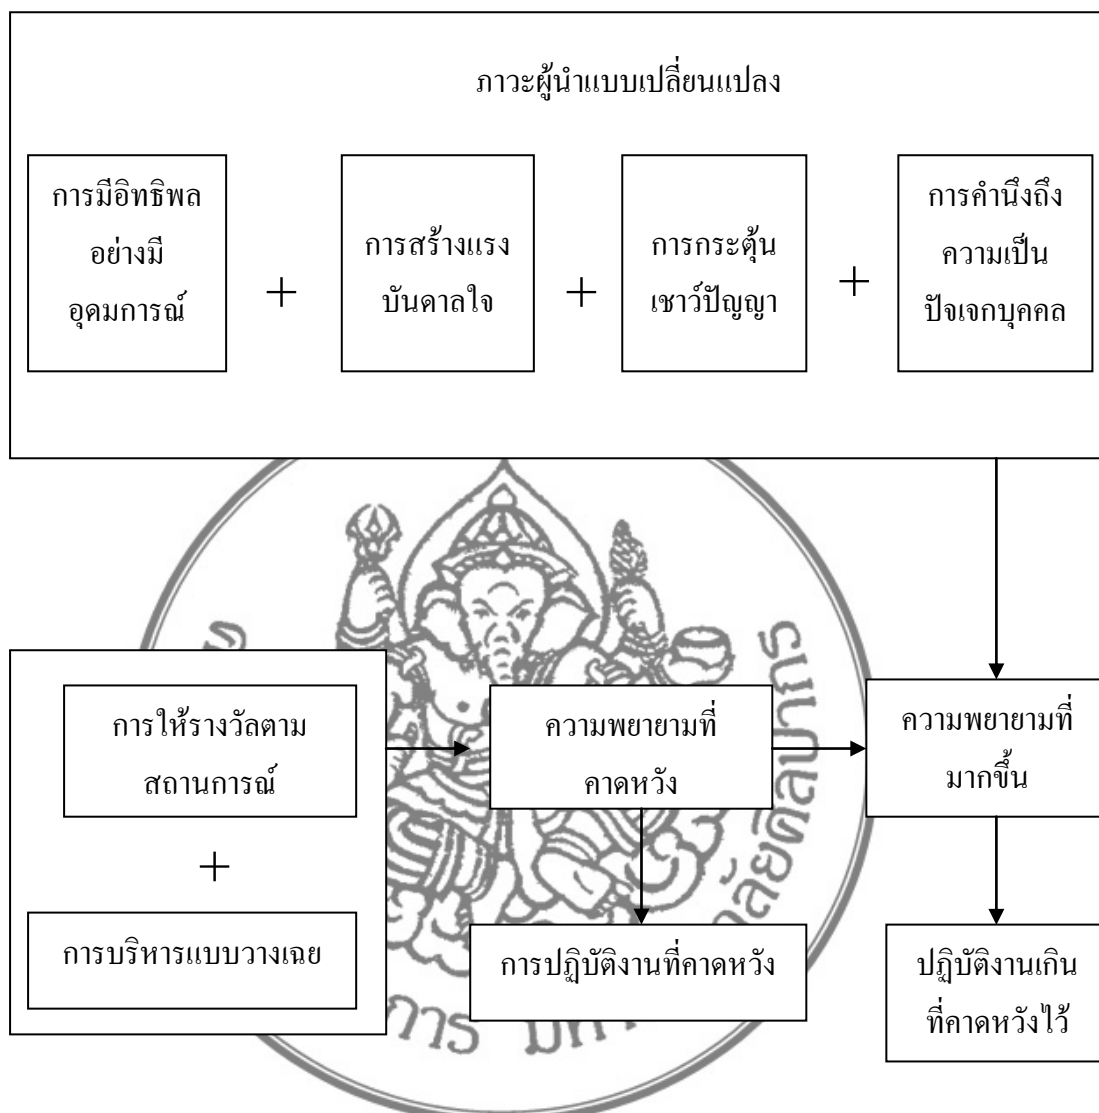 ภาวะผู้นำแบบเปลี่ยนแปลง
การมีอิทธิพล
อย่างมี
อุดมการณ์
+
การสร้างแรง
บันดาลใจ
+
การกระตุ้น
เชาว์ปัญญา
+
การคำนึงถึง
ความเป็น
ปัจเจกบุคคล
การให้รางวัลตาม
สถานการณ์
+
การบริหารแบบวางเฉย
ความพยายามที่
คาดหวัง
ความพยายามที่
มากขึ้น
การปฏิบัติงานที่คาดหวัง
ปฏิบัติงานเกิน
ที่คาดหวังไว้